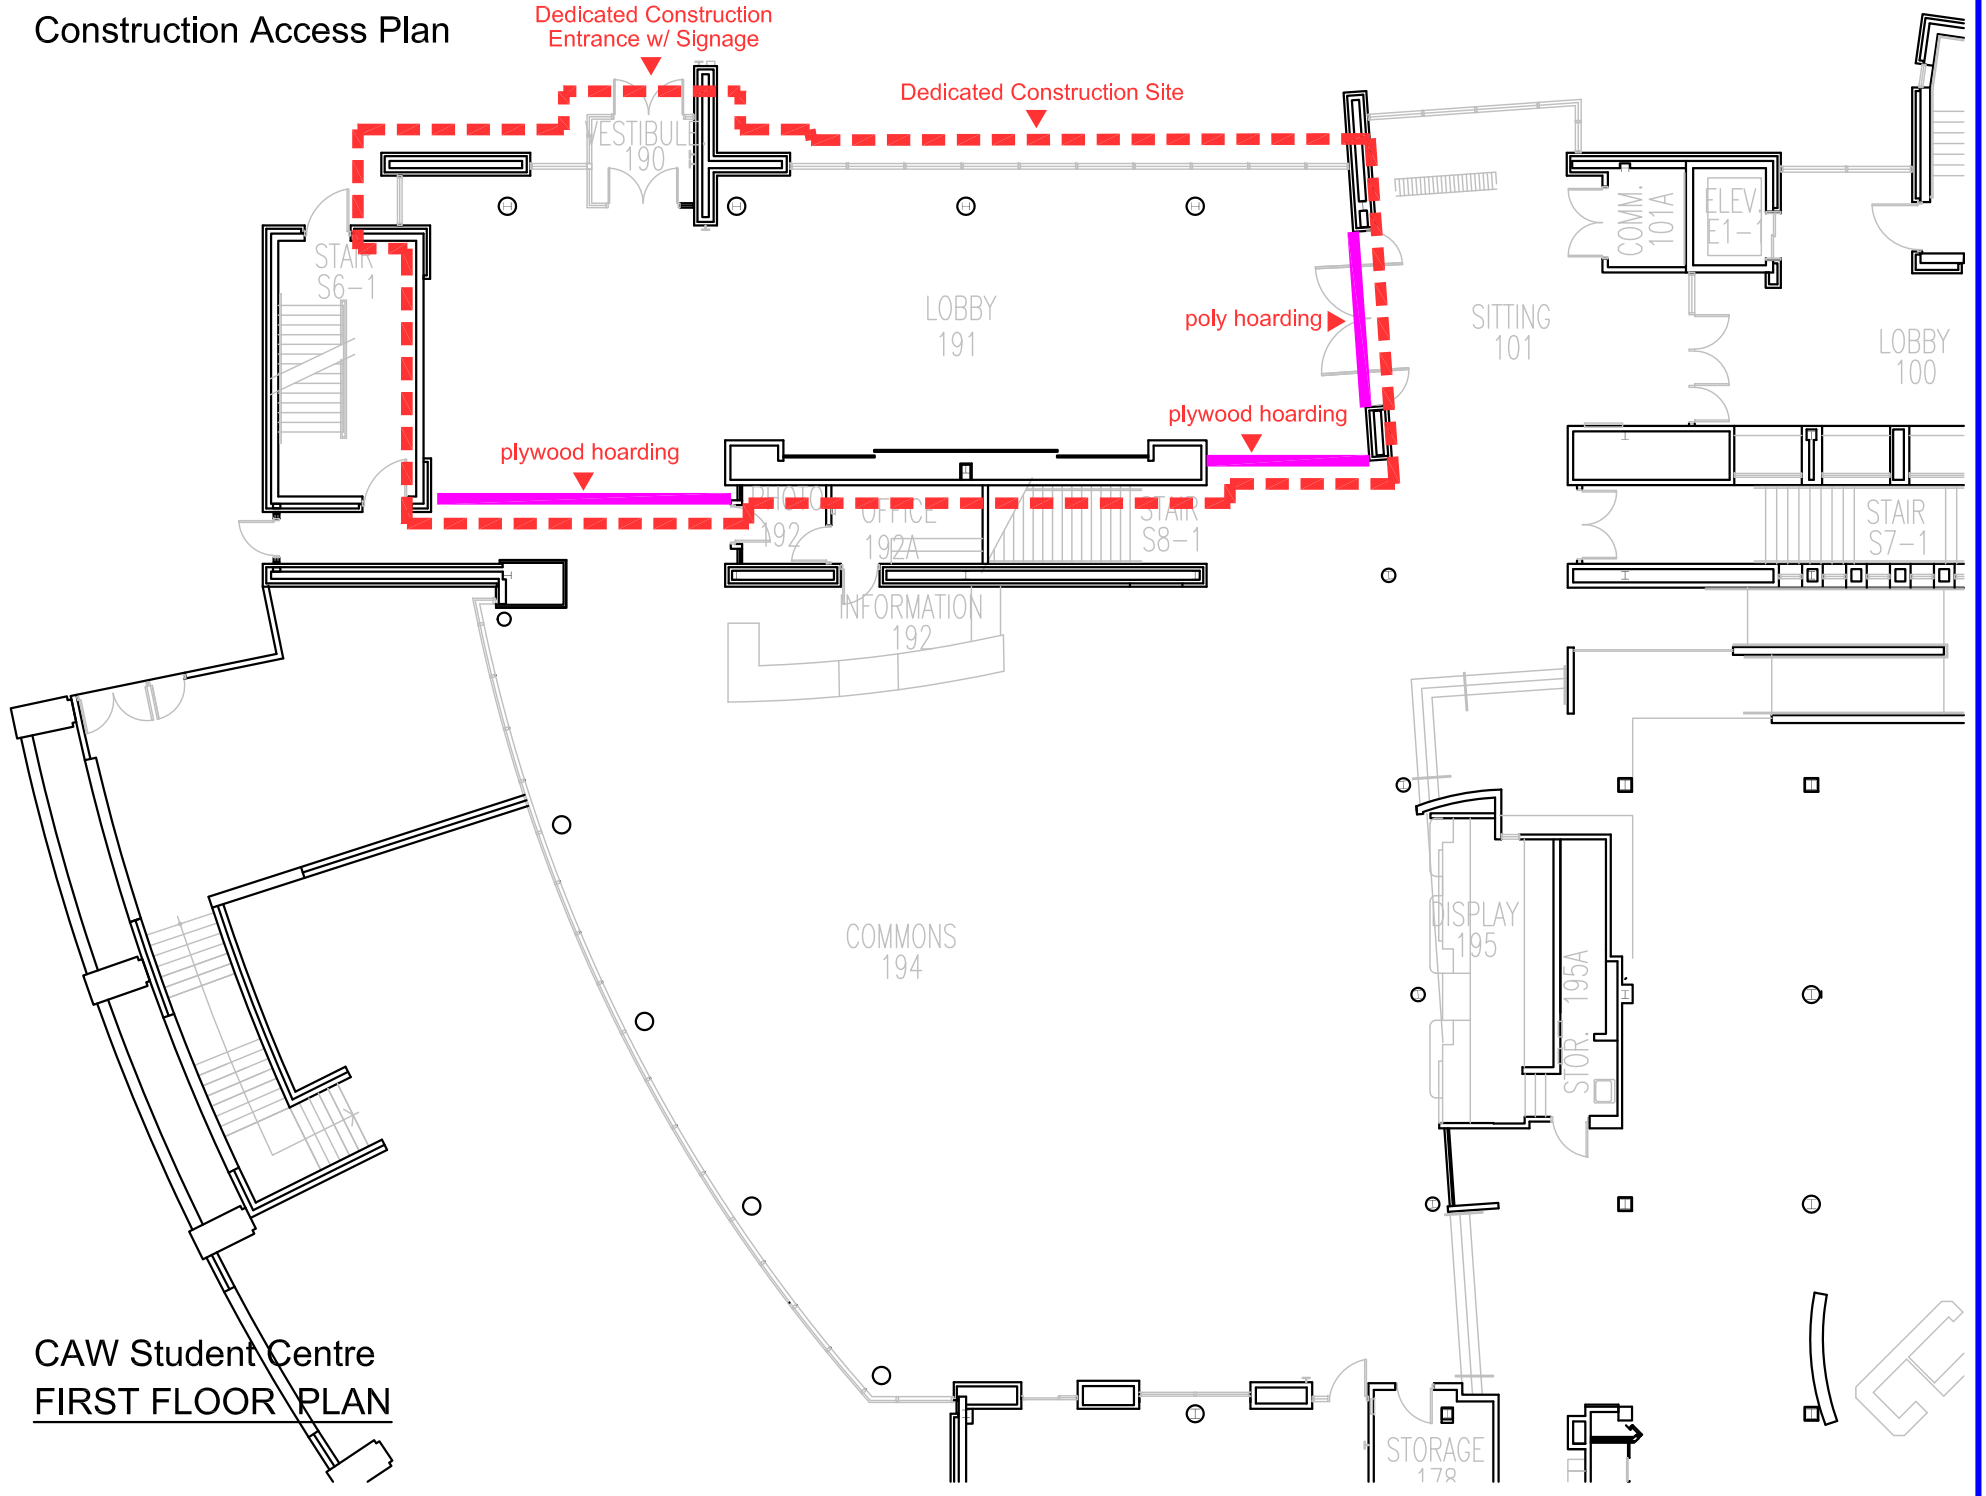 Construction Access Plan
Dedicated Construction
Entrance w/ Signage
Dedicated Construction Site
VESTIBULE
190
STAIR
S6-1
LOBBY
191
poly hoarding
SITTING
101
COMM.
101A
ELEV.
E1-1
LOBBY
100
plywood hoarding
plywood hoarding
PHOTO
192
OFFICE
192A
STAIR
S8-1
STAIR
S7-1
INFORMATION
192
COMMONS
194
DISPLAY
195
STOR. 195A
CAW Student Centre
FIRST FLOOR PLAN
STORAGE
178